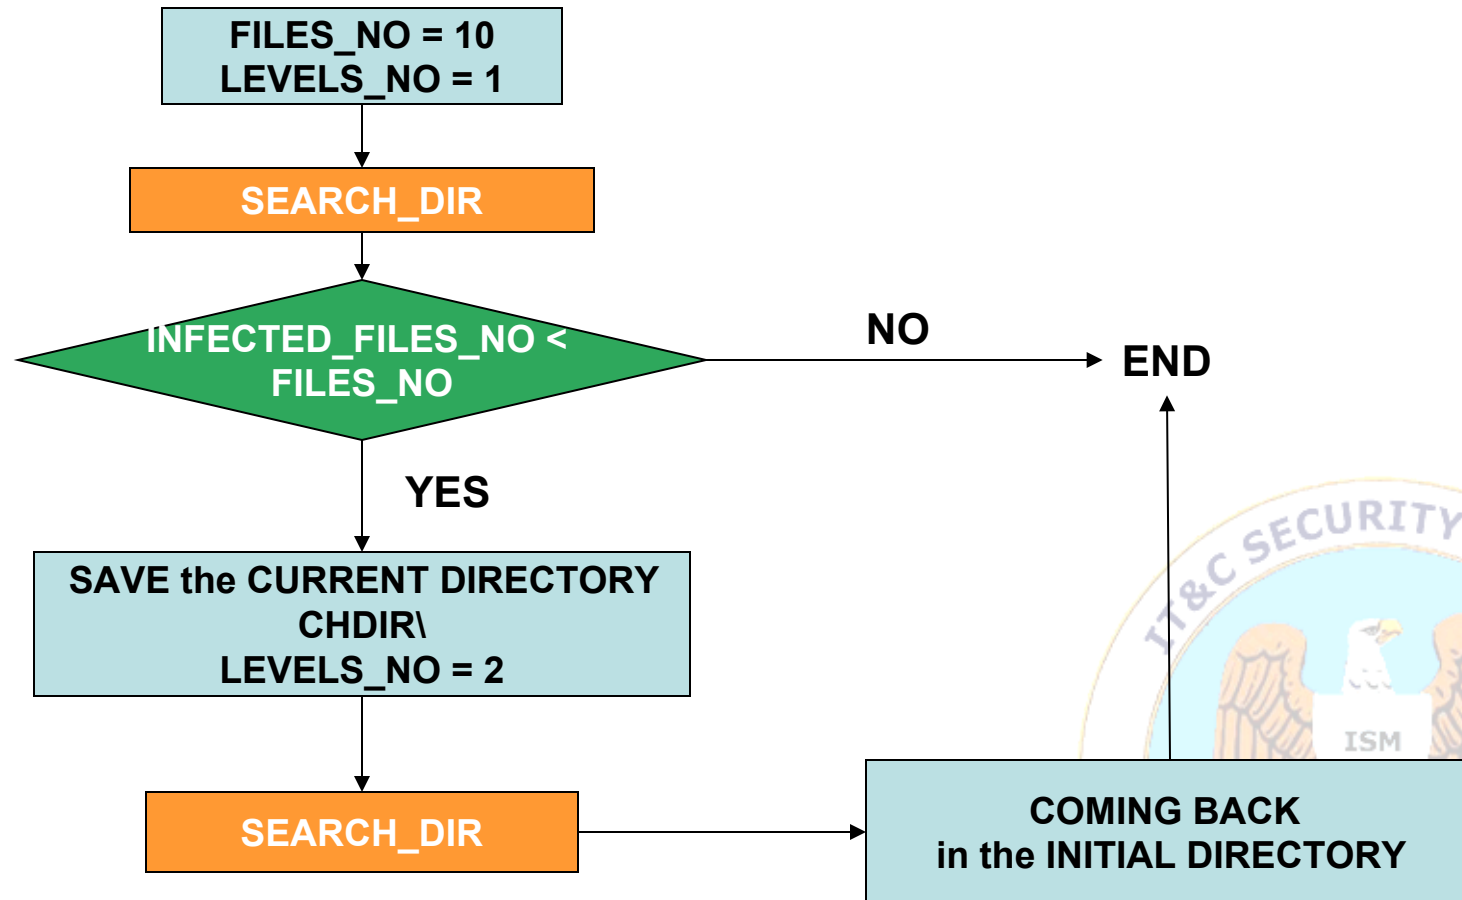 FILES_NO = 10
LEVELS_NO = 1
SEARCH_DIR
INFECTED_FILES_NO <
FILES_NO
NO
END
YES
SAVE the CURRENT DIRECTORY
CHDIR\
LEVELS_NO = 2
SEARCH_DIR
COMING BACK
in the INITIAL DIRECTORY
IT&C SECURITY
ISM